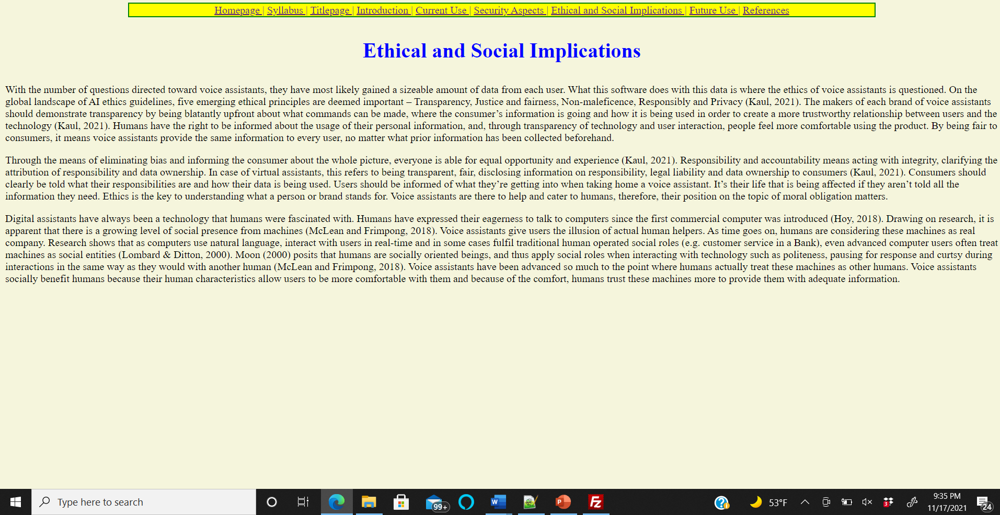 Homepage | Syllabus | Titlepage | Introduction | Current Use | Security Aspects | Ethical and Social Implications | Future Use | References
Ethical and Social Implications
With the number of questions directed toward voice assistants, they have most likely gained a sizeable amount of data from each user. What this software does with this data is where the ethics of voice assistants is questioned. On the
global landscape of AI ethics guidelines, five emerging ethical principles are deemed important – Transparency, Justice and fairness, Non-maleficence, Responsibly and Privacy (Kaul, 2021). The makers of each brand of voice assistants
should demonstrate transparency by being blatantly upfront about what commands can be made, where the consumer’s information is going and how it is being used in order to create a more trustworthy relationship between users and the
technology (Kaul, 2021). Humans have the right to be informed about the usage of their personal information, and, through transparency of technology and user interaction, people feel more comfortable using the product. By being fair to
consumers, it means voice assistants provide the same information to every user, no matter what prior information has been collected beforehand.
Through the means of eliminating bias and informing the consumer about the whole picture, everyone is able for equal opportunity and experience (Kaul, 2021). Responsibility and accountability means acting with integrity, clarifying the
attribution of responsibility and data ownership. In case of virtual assistants, this refers to being transparent, fair, disclosing information on responsibility, legal liability and data ownership to consumers (Kaul, 2021). Consumers should
clearly be told what their responsibilities are and how their data is being used. Users should be informed of what they’re getting into when taking home a voice assistant. It’s their life that is being affected if they aren’t told all the
information they need. Ethics is the key to understanding what a person or brand stands for. Voice assistants are there to help and cater to humans, therefore, their position on the topic of moral obligation matters.
Digital assistants have always been a technology that humans were fascinated with. Humans have expressed their eagerness to talk to computers since the first commercial computer was introduced (Hoy, 2018). Drawing on research, it is
apparent that there is a growing level of social presence from machines (McLean and Frimpong, 2018). Voice assistants give users the illusion of actual human helpers. As time goes on, humans are considering these machines as real
company. Research shows that as computers use natural language, interact with users in real-time and in some cases fulfil traditional human operated social roles (e.g. customer service in a Bank), even advanced computer users often treat
machines as social entities (Lombard & Ditton, 2000). Moon (2000) posits that humans are socially oriented beings, and thus apply social roles when interacting with technology such as politeness, pausing for response and curtsy during
interactions in the same way as they would with another human (McLean and Frimpong, 2018). Voice assistants have been advanced so much to the point where humans actually treat these machines as other humans. Voice assistants
socially benefit humans because their human characteristics allow users to be more comfortable with them and because of the comfort, humans trust these machines more to provide them with adequate information.
Type here to search
99+
W
P
Fz
53°F
3
9:35 PM
11/17/2021
24